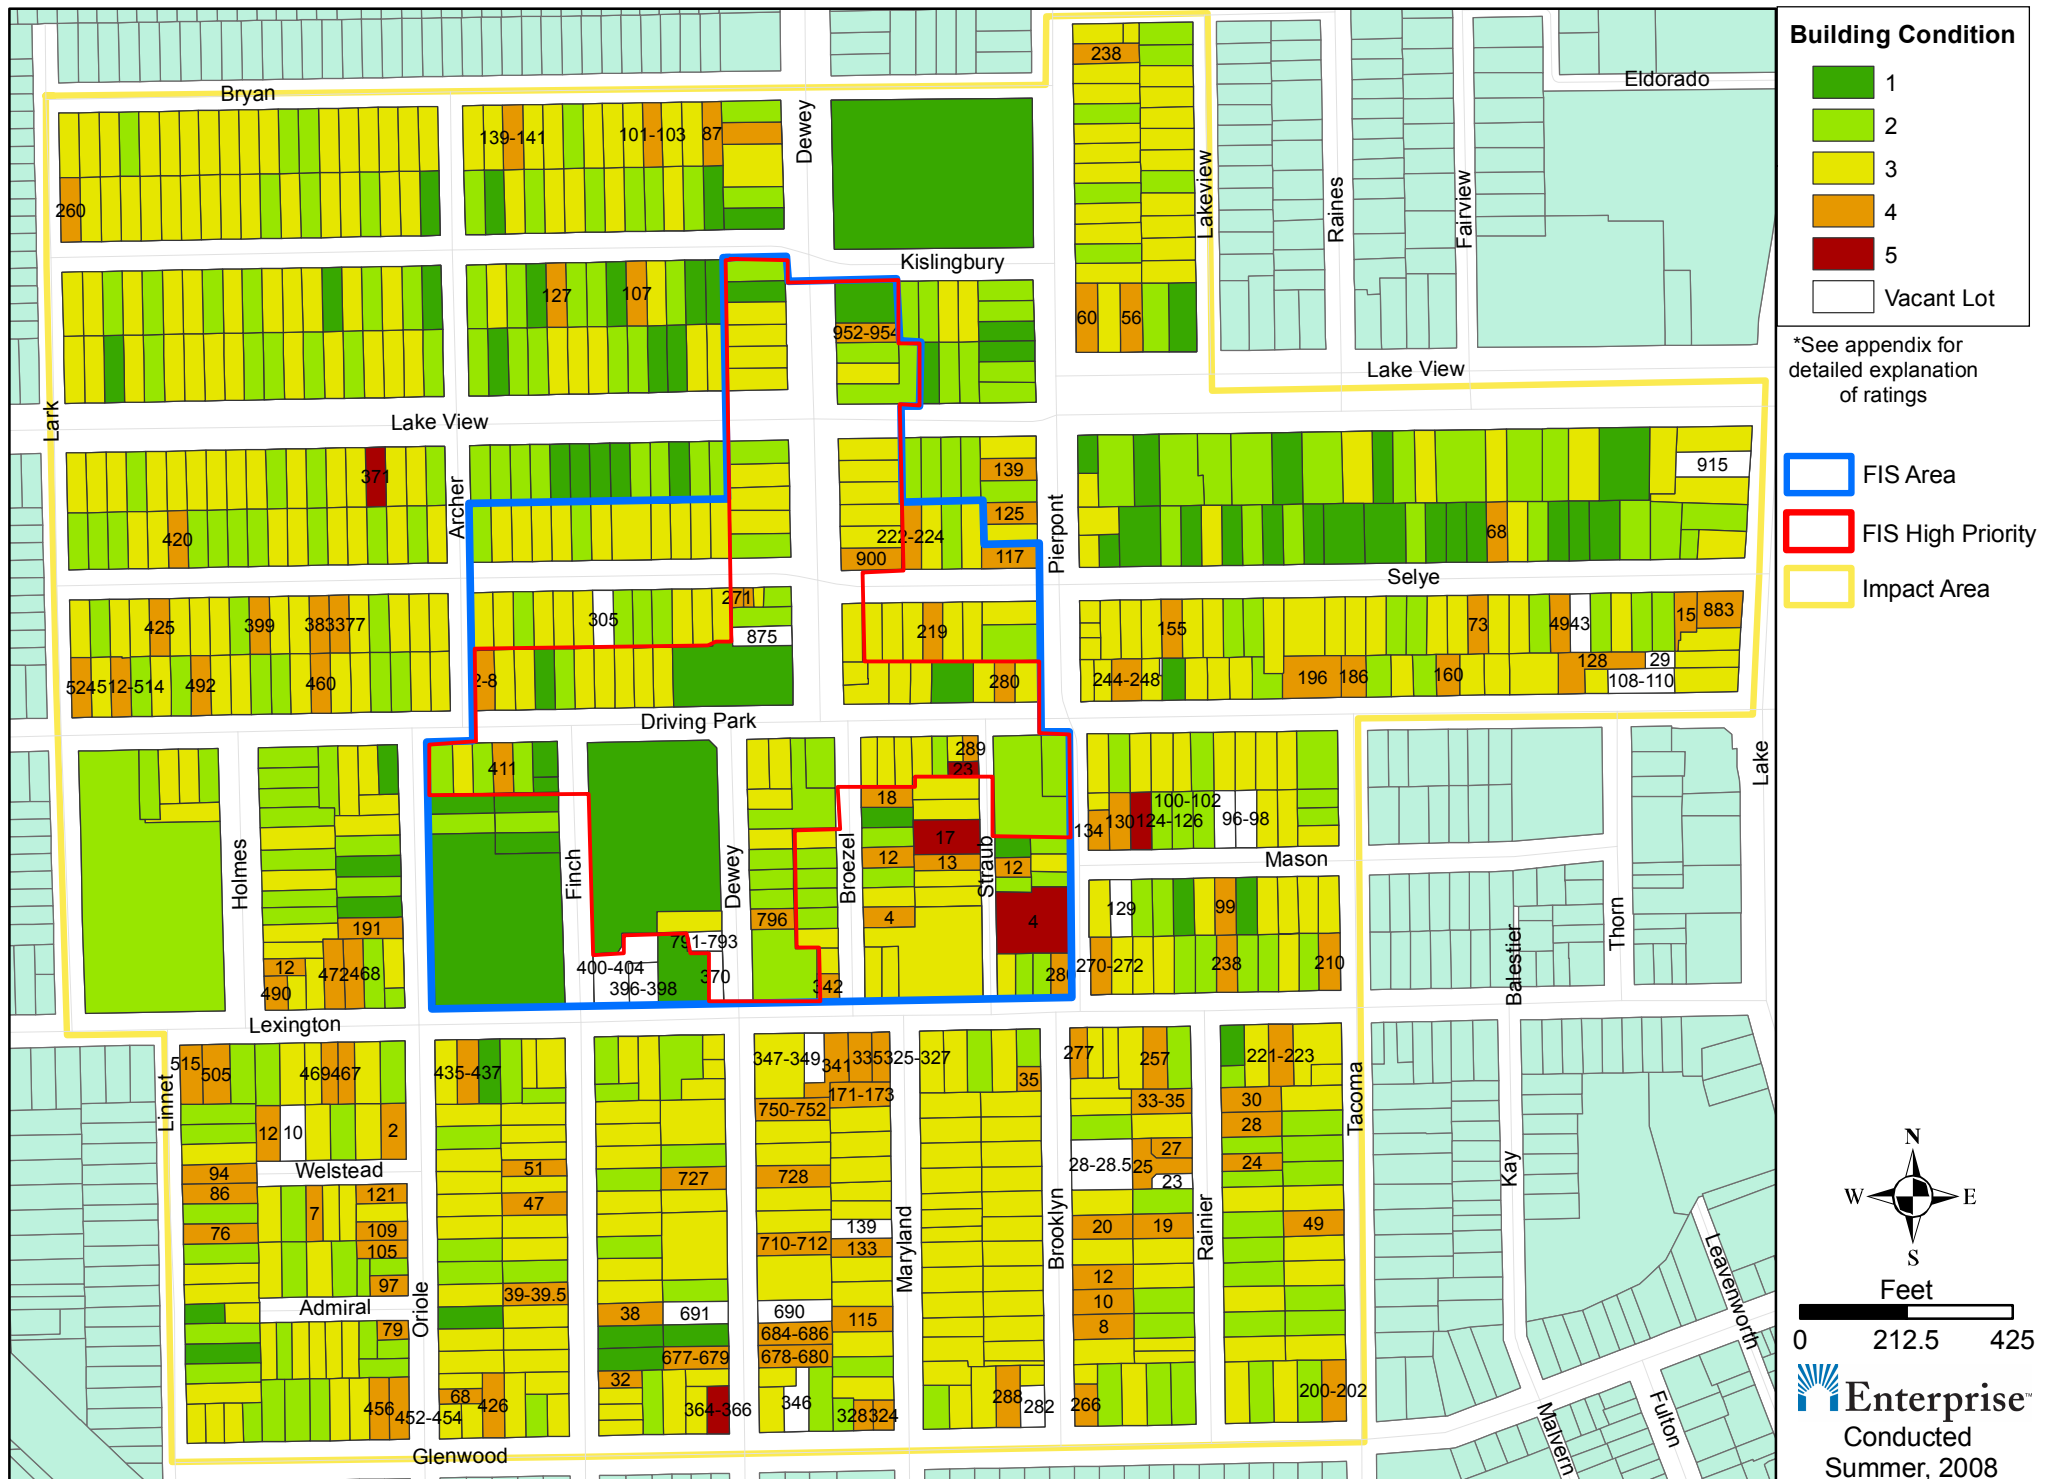 Bryan
Dewey
238
Eldorado
139-141
101-103
87
260
Lakeview
Raines
Fairview
Kislingbury
127
107
952-954
60
56
Lake View
Lark
Lake View
371
Archer
420
139
125
222-224
900
117
Pierpont
915
68
Selye
425
399
383
377
305
271
875
219
155
73
49
43
15
883
524
512-514
492
460
2-8
280
244-248
196
186
160
128
29
108-110
Driving Park
Lake
411
289
23
18
17
12
13
12
4
4
796
791-793
370
400-404
396-398
342
280
Holmes
Finch
Dewey
Broezel
Straub
191
12
490
472
468
134
130
124-126
100-102
96-98
Mason
129
99
270-272
238
210
Balestier
Thorn
Lexington
Linnet
515
505
469
467
435-437
347-349
341
335
325-327
35
277
257
221-223
171-173
750-752
33-35
30
28
12
10
2
Welstead
94
86
76
7
121
109
105
97
51
47
727
728
28-28.5
27
25
23
24
139
133
710-712
20
19
49
Admiral
Oriole
39-39.5
38
691
690
115
12
10
8
Maryland
Brooklyn
Rainier
Tacoma
Kay
Leavenworth
684-686
678-680
677-679
79
32
456
452-454
68
426
364-366
346
328
324
288
282
266
200-202
Glenwood
Malvern
Fulton
Building Condition
1
2
3
4
5
Vacant Lot
*See appendix for
detailed explanation
of ratings
FIS Area
FIS High Priority
Impact Area
N
W E
S
Feet
0 212.5 425
Enterprise™
Conducted
Summer, 2008